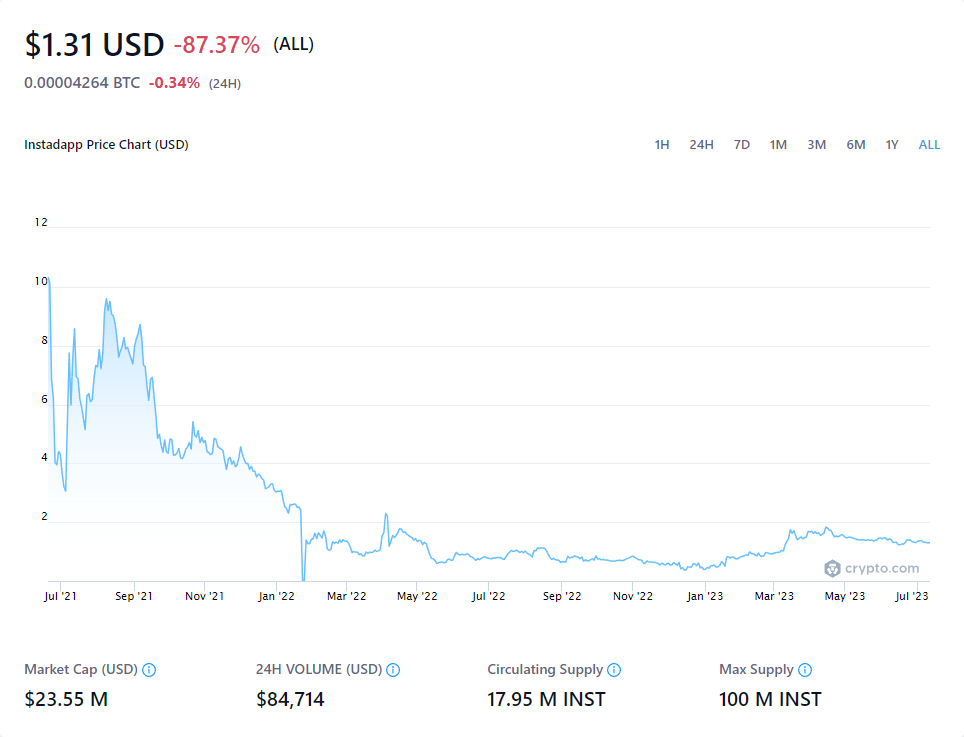 $1.31 USD -87.37% (ALL)
0.00004264 BTC -0.34% (24H)
Instadapp Price Chart (USD) 1H 24H 7D 1M 3M 6M 1Y ALL
12
10
8
6
4
2
crypto.com
Jul '21 Sep '21 Nov '21 Jan '22 Mar '22 May '22 Jul '22 Sep '22 Nov '22 Jan '23 Mar '23 May '23 Jul '23
Market Cap (USD) 24H VOLUME (USD) Circulating Supply Max Supply
$23.55 M $84,714 17.95 M INST 100 M INST